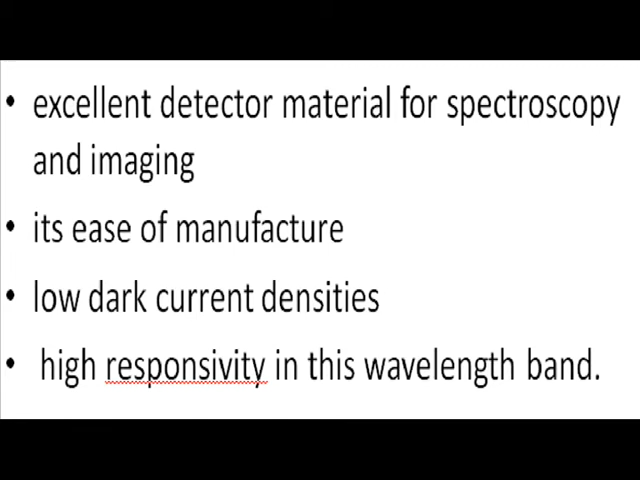 • excellent detector material for spectroscopy
and imaging
• its ease of manufacture
• low dark current densities
• high responsivity in this wavelength band.